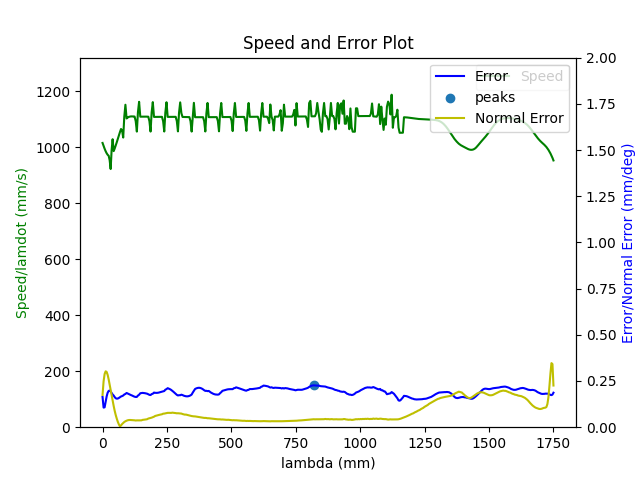 Speed and Error Plot
Error
Speed
peaks
Normal Error
1200
1000
800
600
400
200
0
2.00
1.75
1.50
1.25
1.00
0.75
0.50
0.25
0.00
Speed/lamdot (mm/s)
Error/Normal Error (mm/deg)
0 250 500 750 1000 1250 1500 1750
lambda (mm)